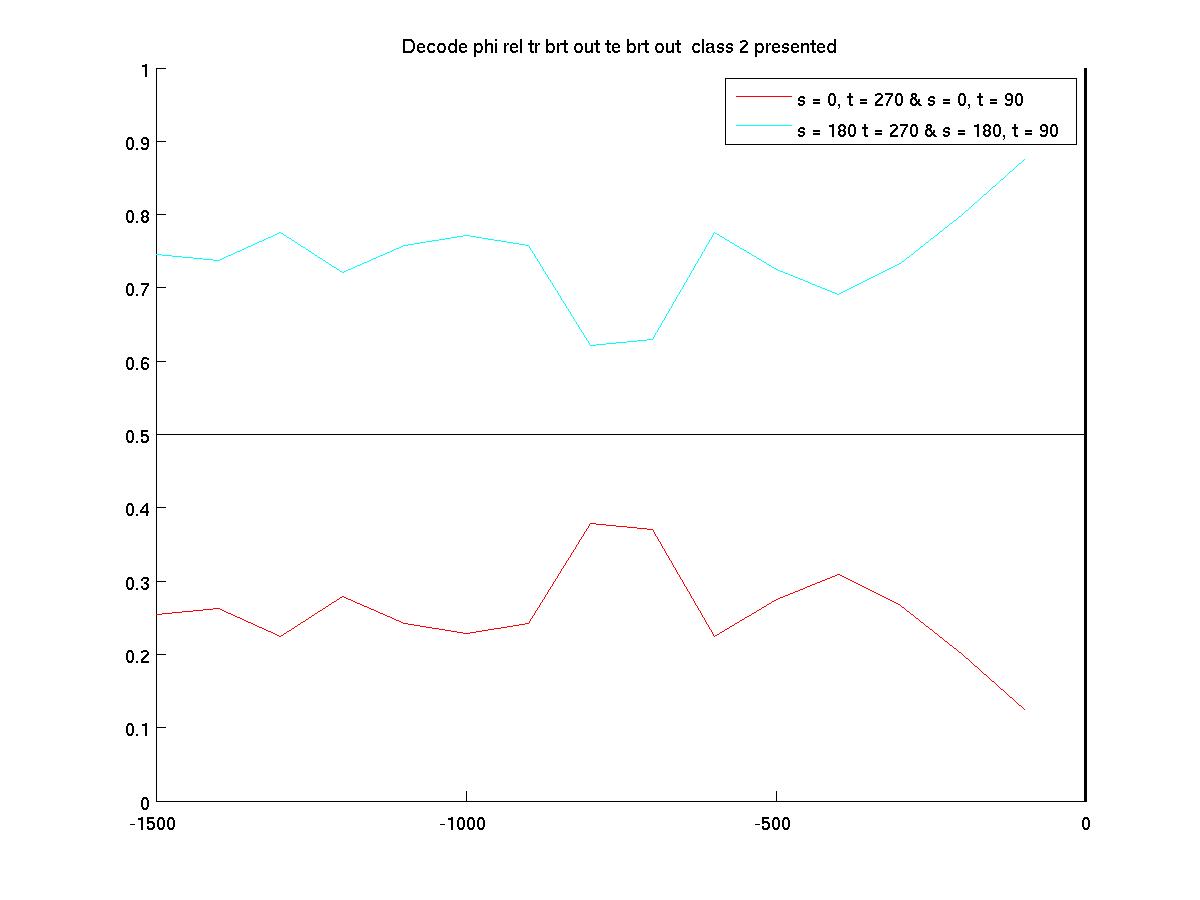 Decode phi rel tr brt out te brt out  class 2 presented
s = 0, t = 270 & s = 0, t = 90
s = 180 t = 270 & s = 180, t = 90
1
0.9
0.8
0.7
0.6
0.5
0.4
0.3
0.2
0.1
0
-1500 -1000 -500 0